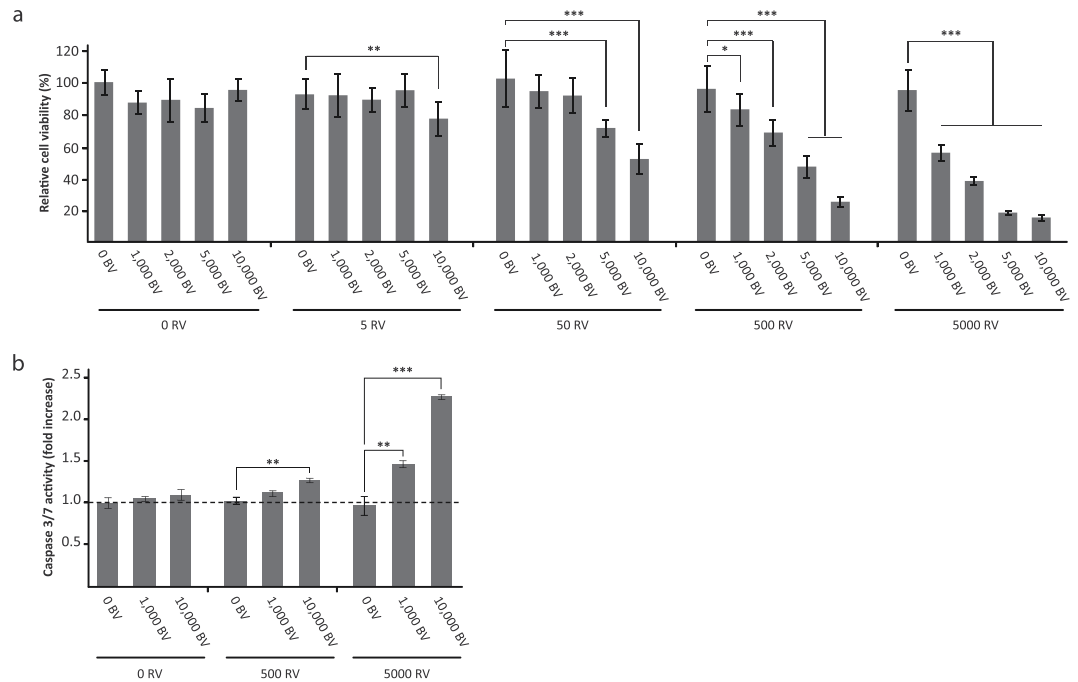 a
Relative cell viability (%)
120
100
80
60
40
20
**
***
***
***
***
*
***
0 BV
1,000 BV
2,000 BV
5,000 BV
10,000 BV
0 BV
1,000 BV
2,000 BV
5,000 BV
10,000 BV
0 BV
1,000 BV
2,000 BV
5,000 BV
10,000 BV
0 BV
1,000 BV
2,000 BV
5,000 BV
10,000 BV
0 BV
1,000 BV
2,000 BV
5,000 BV
10,000 BV
0 RV
5 RV
50 RV
500 RV
5000 RV
b
Caspase 3/7 activity (fold increase)
2.5
2.0
1.5
1.0
0.5
**
***
**
0 BV
1,000 BV
10,000 BV
0 BV
1,000 BV
10,000 BV
0 BV
1,000 BV
10,000 BV
0 RV
500 RV
5000 RV